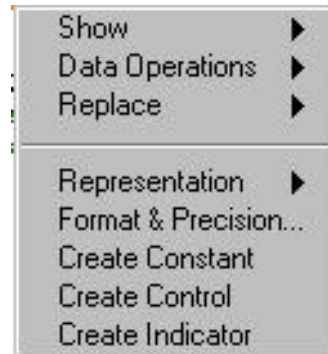 Show
Data Operations
Replace
Representation
Format & Precision...
Create Constant
Create Control
Create Indicator